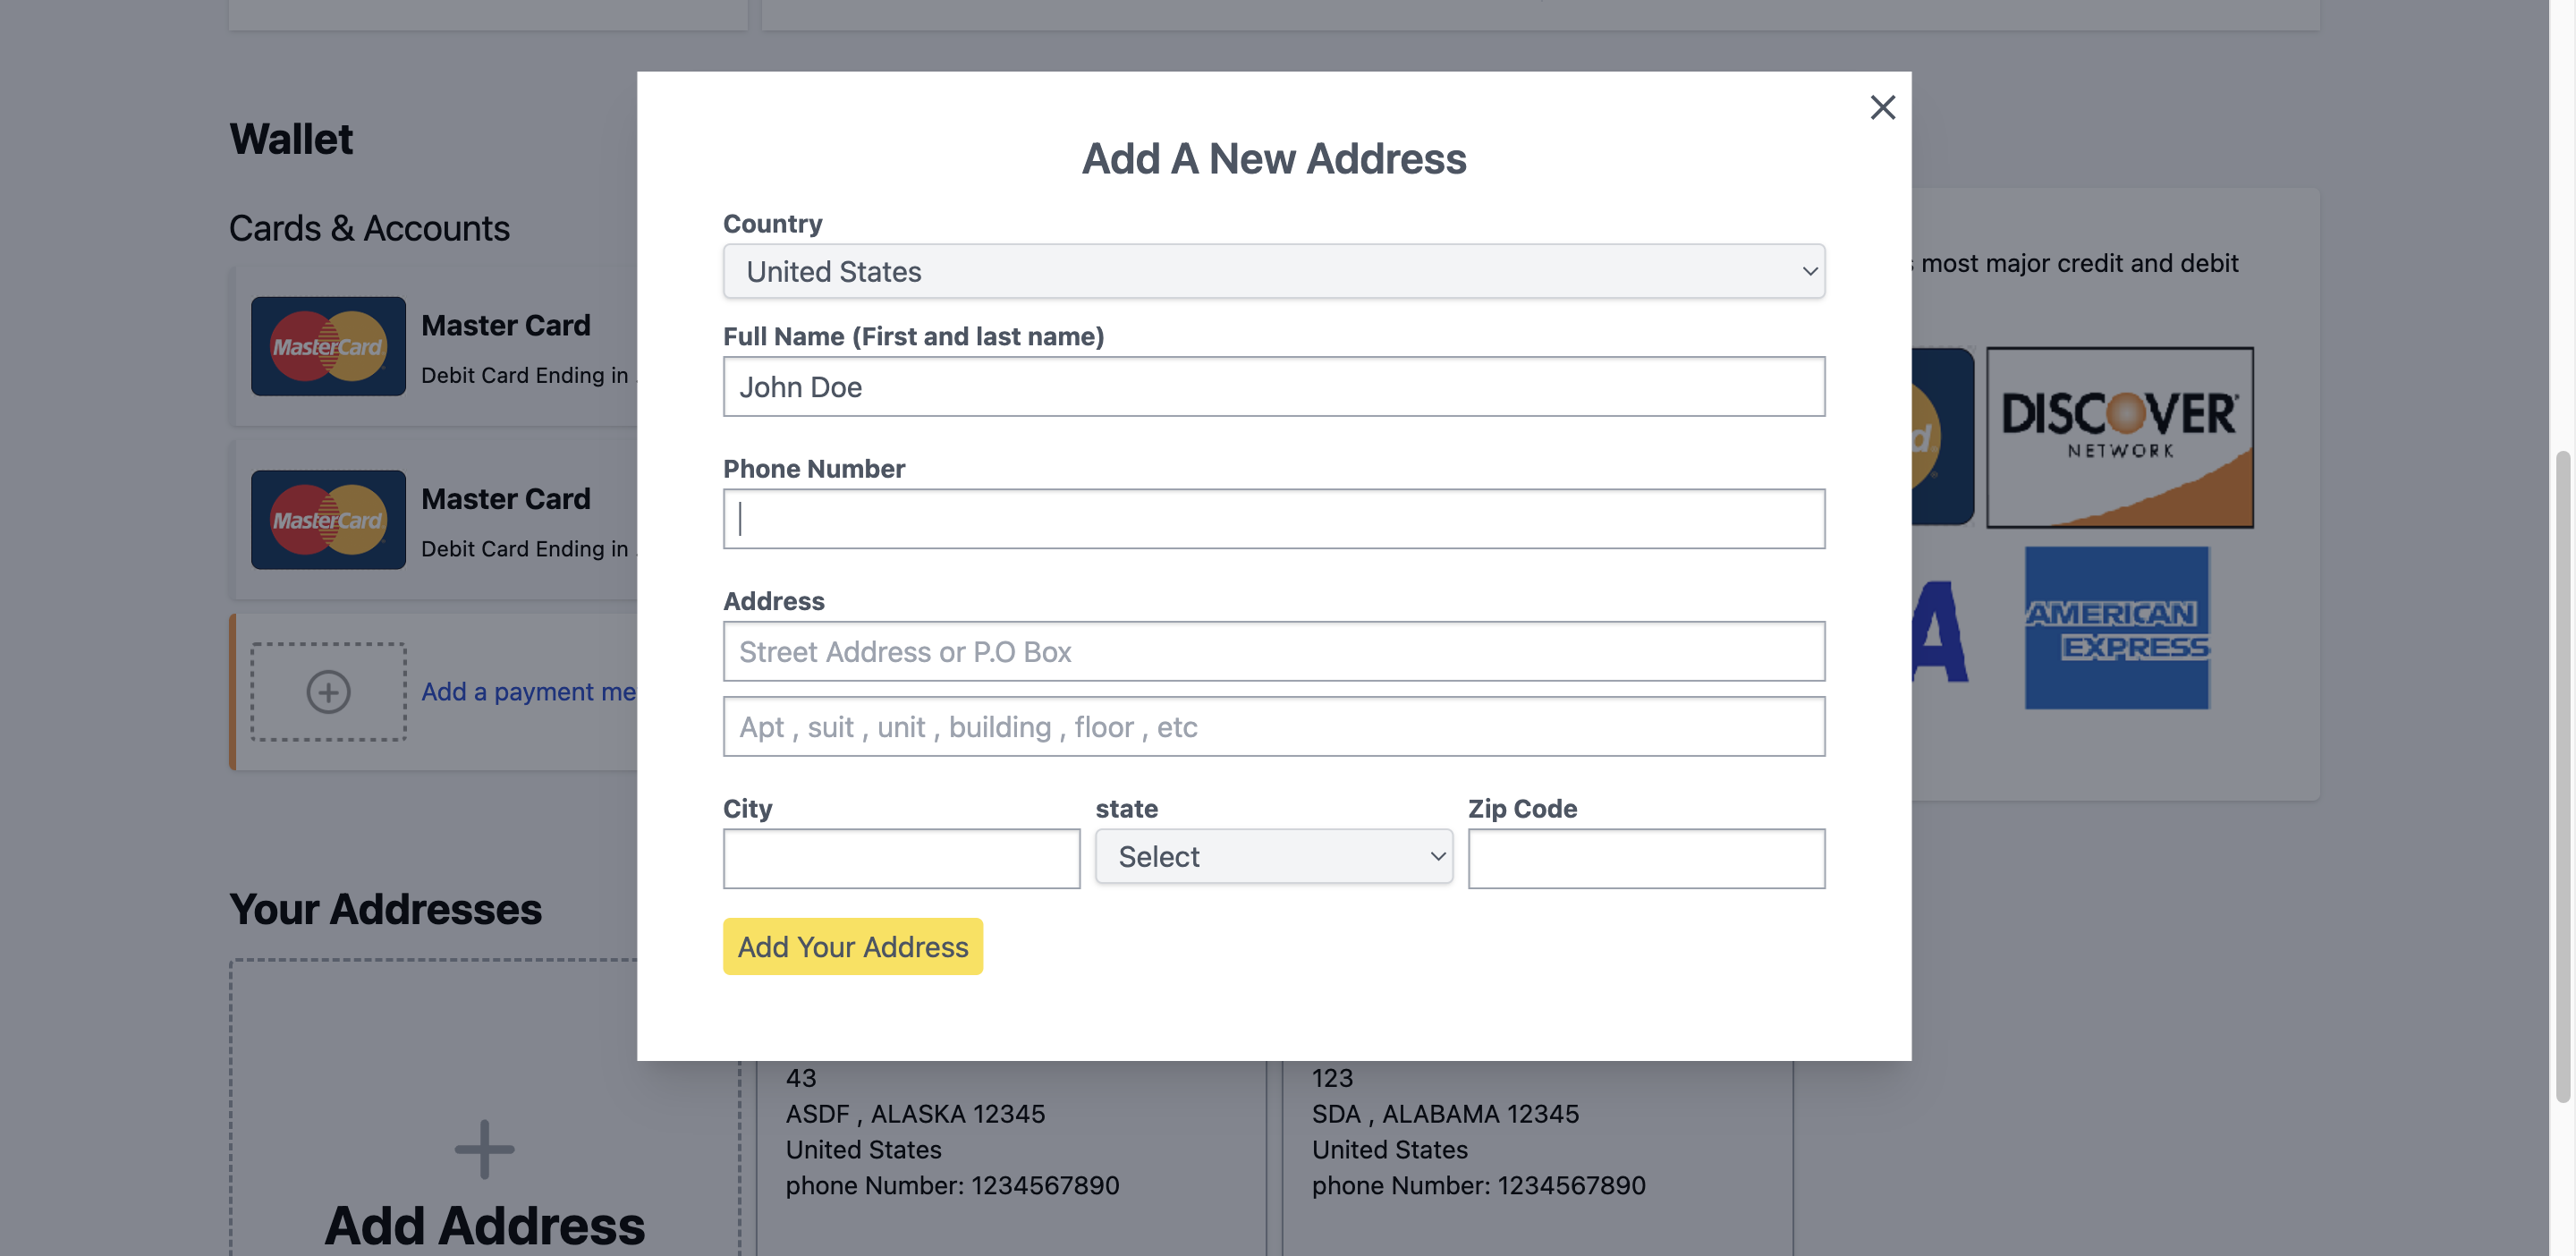 Wallet
Cards & Accounts
MasterCard
Master Card
Debit Card Ending in
MasterCard
Master Card
Debit Card Ending in
Add a payment me
Add A New Address
Country
United States
Full Name (First and last name)
John Doe
Phone Number
Address
Street Address or P.O Box
Apt , suit , unit , building , floor , etc
City
state
Zip Code
Select
Add Your Address
most major credit and debit
DISCOVER
NETWORK
AMERICAN
EXPRESS
Your Addresses
Add Address
43
ASDF , ALASKA 12345
United States
phone Number: 1234567890
123
SDA , ALABAMA 12345
United States
phone Number: 1234567890